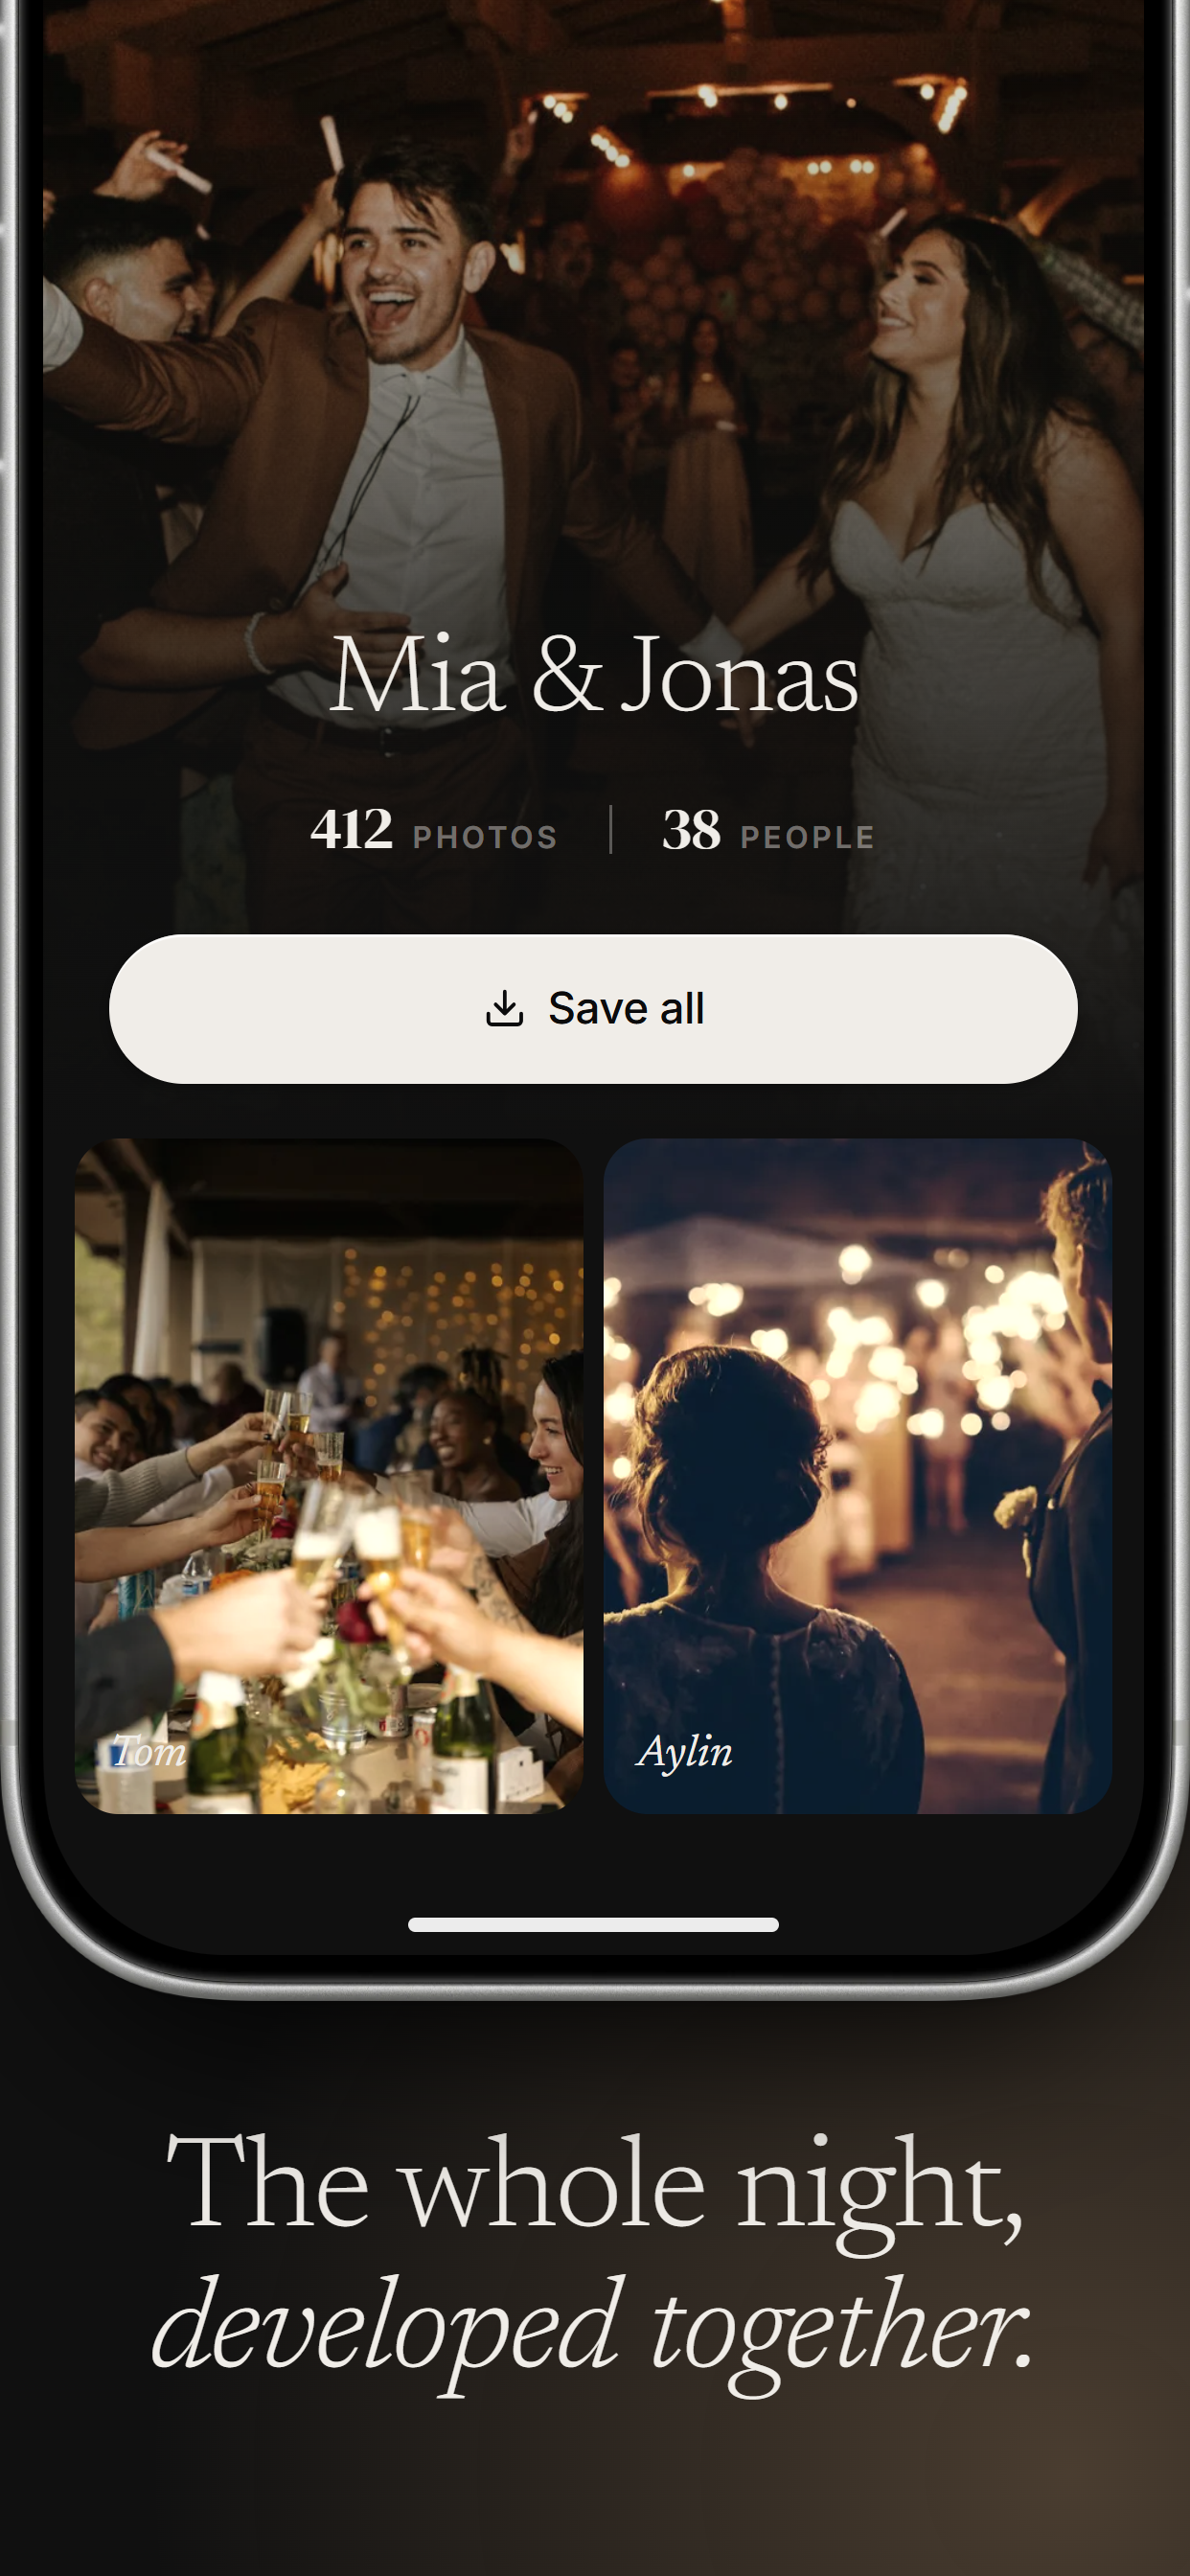 Mia & Jonas
412 PHOTOS | 38 PEOPLE
Save all
Tom
Aylin
The whole night,
developed together.